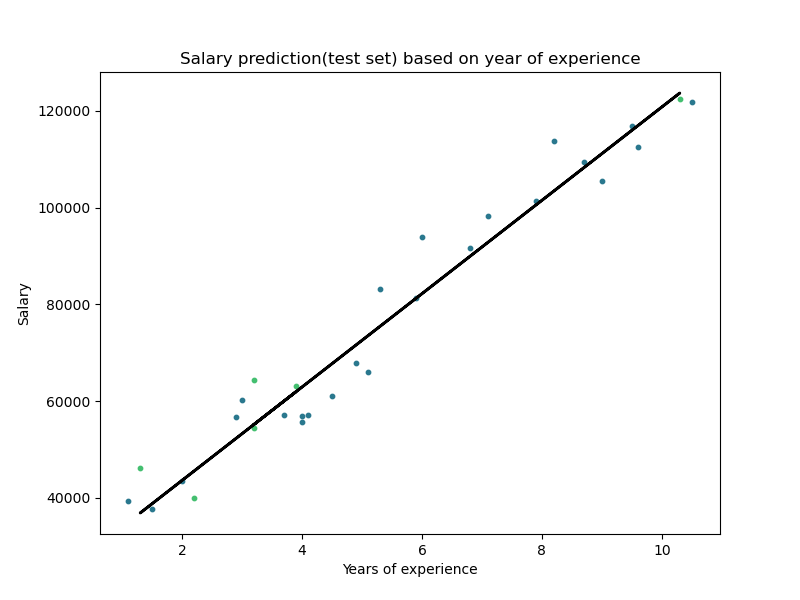 Salary prediction(test set) based on year of experience
120000
100000
80000
60000
40000
Salary
2 4 6 8 10
Years of experience